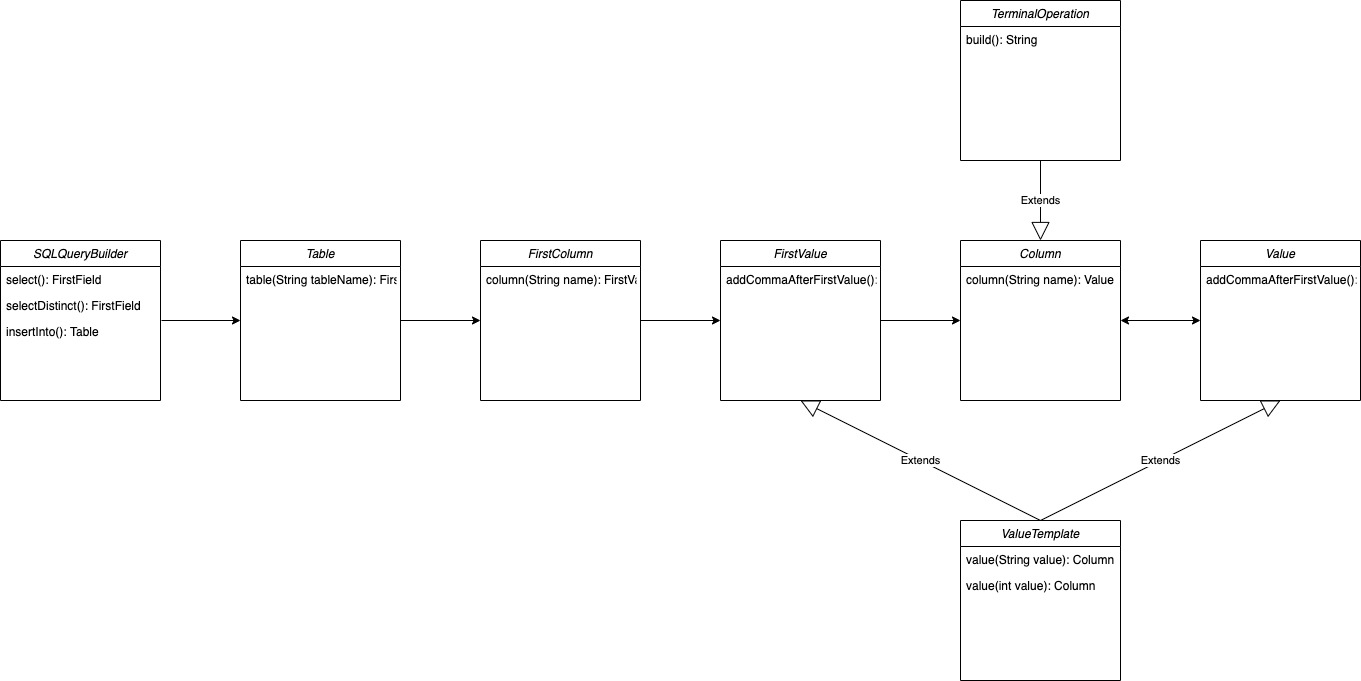 TerminalOperation
build(): String
Extends
SQLQueryBuilder
select(): FirstField
selectDistinct(): FirstField
insertInto(): Table
Table
table(String tableName): Firs
FirstColumn
column(String name): FirstV
FirstValue
addCommaAfterFirstValue():
Column
column(String name): Value
Value
addCommaAfterFirstValue():
Extends
Extends
ValueTemplate
value(String value): Column
value(int value): Column